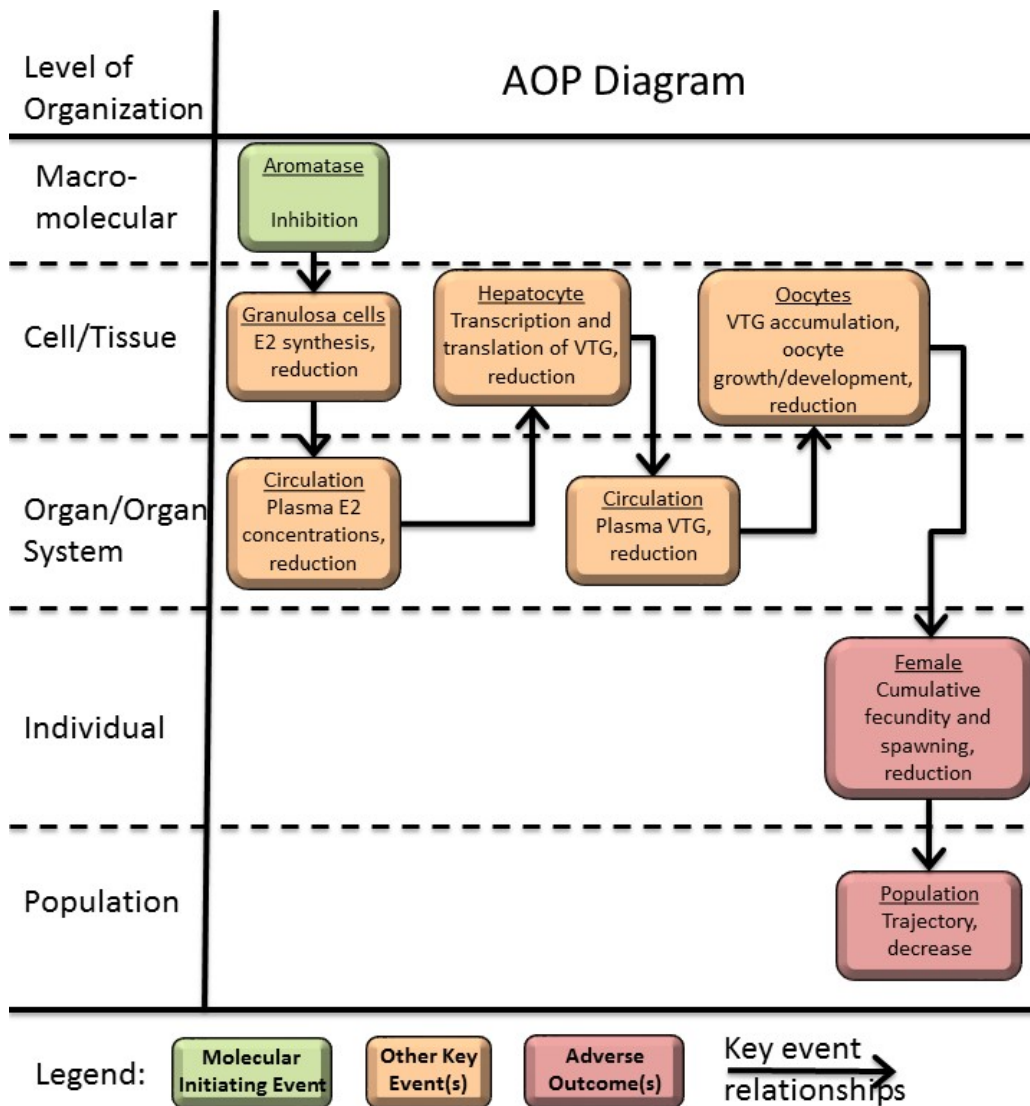 Level of
Organization
AOP Diagram
Macro-
molecular
Aromatase
Inhibition
Cell/Tissue
Granulosa cells
E2 synthesis,
reduction
Hepatocyte
Transcription and
translation of VTG,
reduction
Oocytes
VTG accumulation,
oocyte
growth/development,
reduction
Organ/Organ
System
Circulation
Plasma E2
concentrations,
reduction
Circulation
Plasma VTG,
reduction
Individual
Female
Cumulative
fecundity and
spawning,
reduction
Population
Population
Trajectory,
decrease
Legend:
Molecular
Initiating Event
Other Key
Event(s)
Adverse
Outcome(s)
Key event
relationships